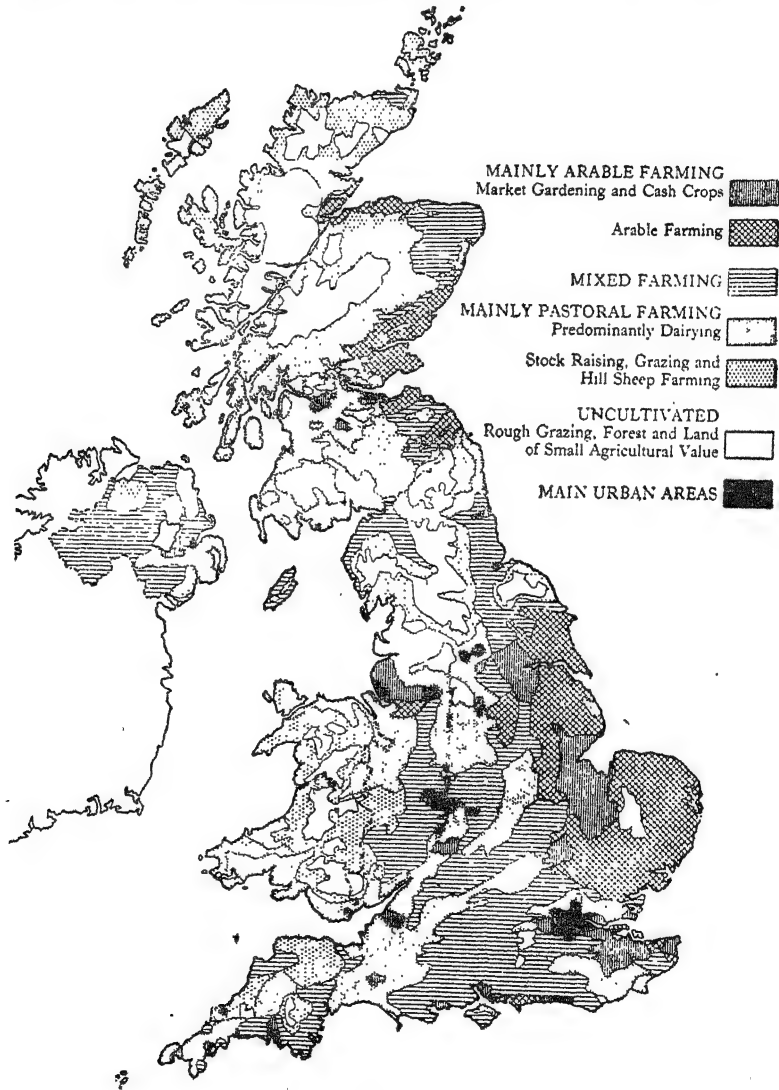 MAINLY ARABLE FARMING
Market Gardening and Cash Crops
Arable Farming
MIXED FARMING
MAINLY PASTORAL FARMING
Predominantly Dairying
Stock Raising, Grazing and
Hill Sheep Farming
UNCULTIVATED
Rough Grazing, Forest and Land
of Small Agricultural Value
MAIN URBAN AREAS